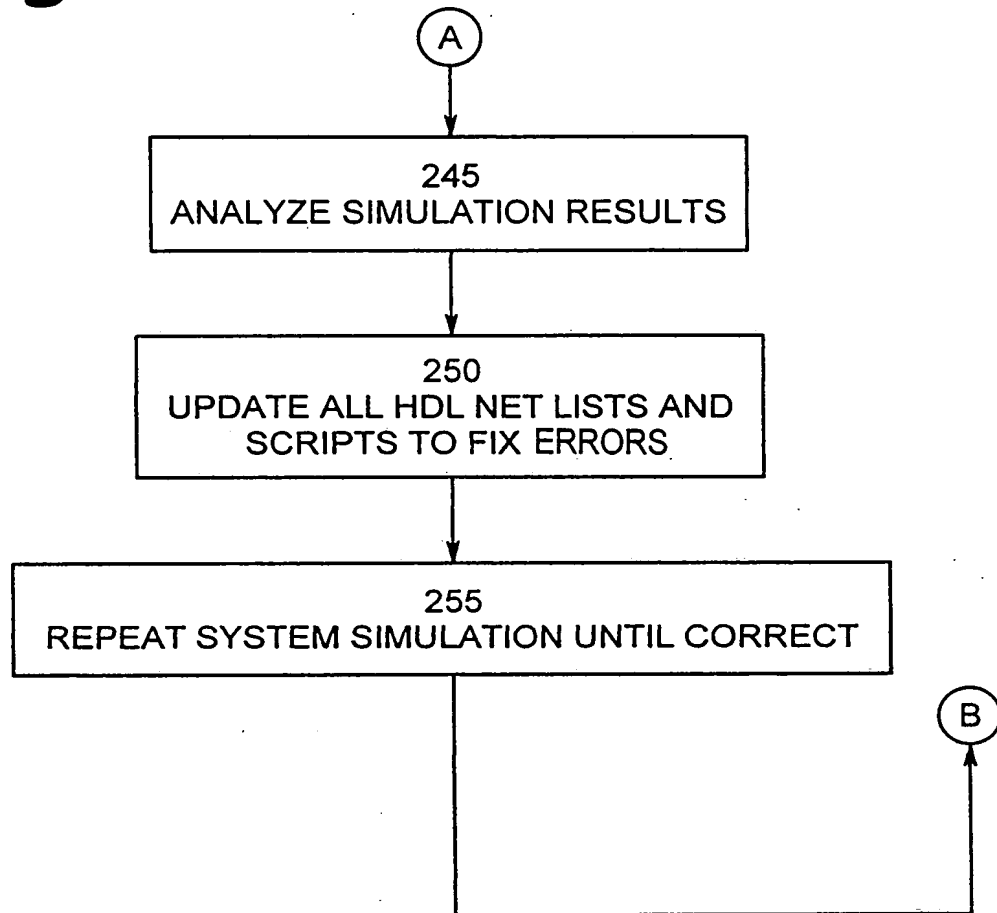 A
245
ANALYZE SIMULATION RESULTS
250
UPDATE ALL HDL NET LISTS AND
SCRIPTS TO FIX ERRORS
255
REPEAT SYSTEM SIMULATION UNTIL CORRECT
B